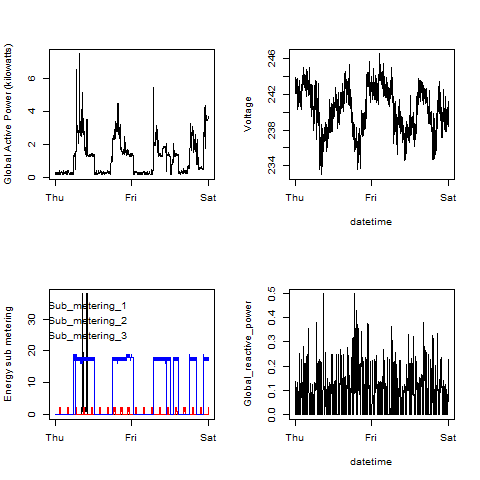 Global Active Power (kilowatts)
0 2 4 6
Thu Fri Sat
Voltage
234 238 242 246
Thu Fri Sat
datetime
Energy sub metering
0 10 20 30
Sub_metering_1
Sub_metering_2
Sub_metering_3
Thu Fri Sat
Global_reactive_power
0.0 0.1 0.2 0.3 0.4 0.5
Thu Fri Sat
datetime